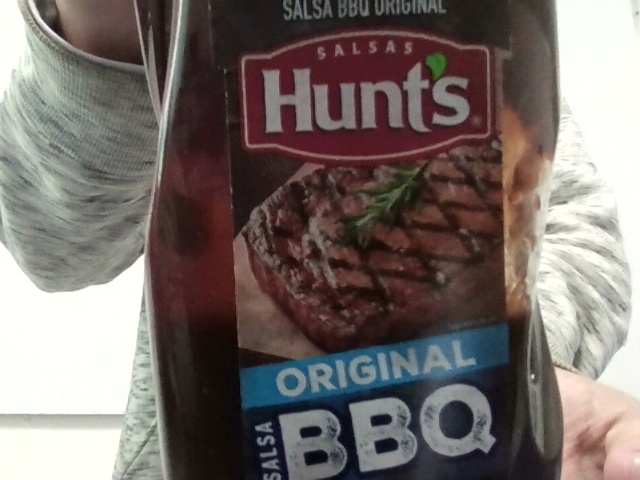 SALSA BBQ ORIGINAL
SALSAS
Hunt's
ORIGINAL
SALSA
BBQ